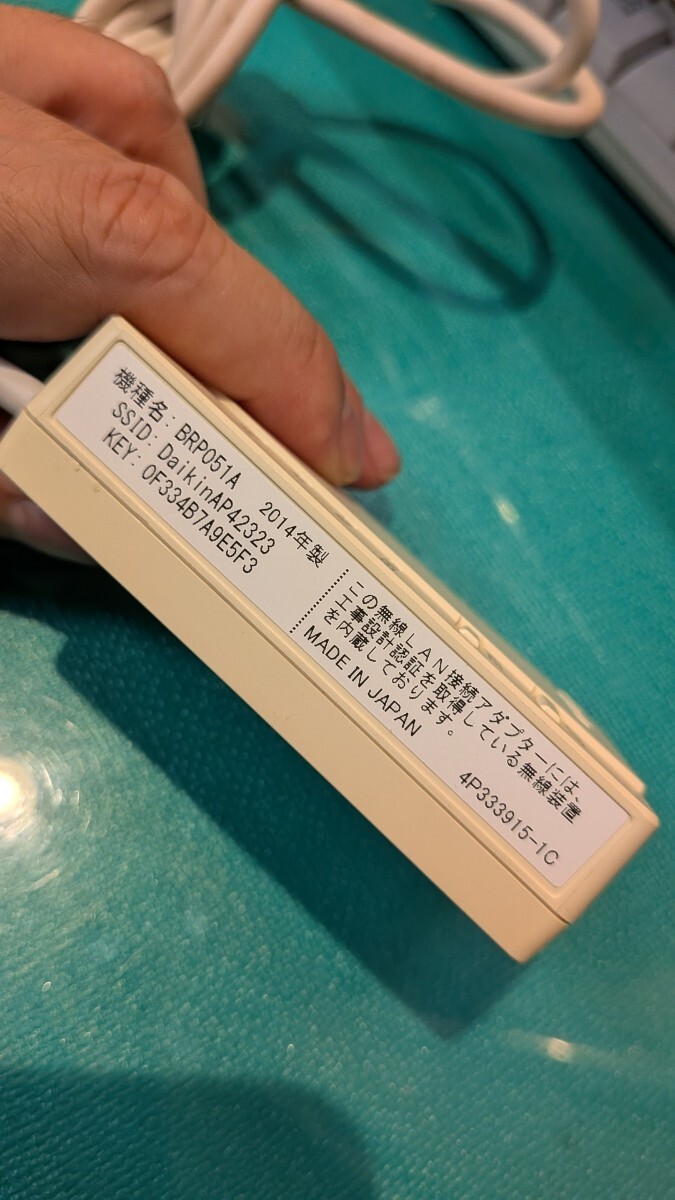 機種名: BRP051A 2014年製
SSID: DaikinAP42323
KEY: 0F334B7A9E5F3
この無線LAN接続アダプターには、
工事設計認証を取得している無線装置
を内蔵しております。
MADE IN JAPAN
4P333915-1C